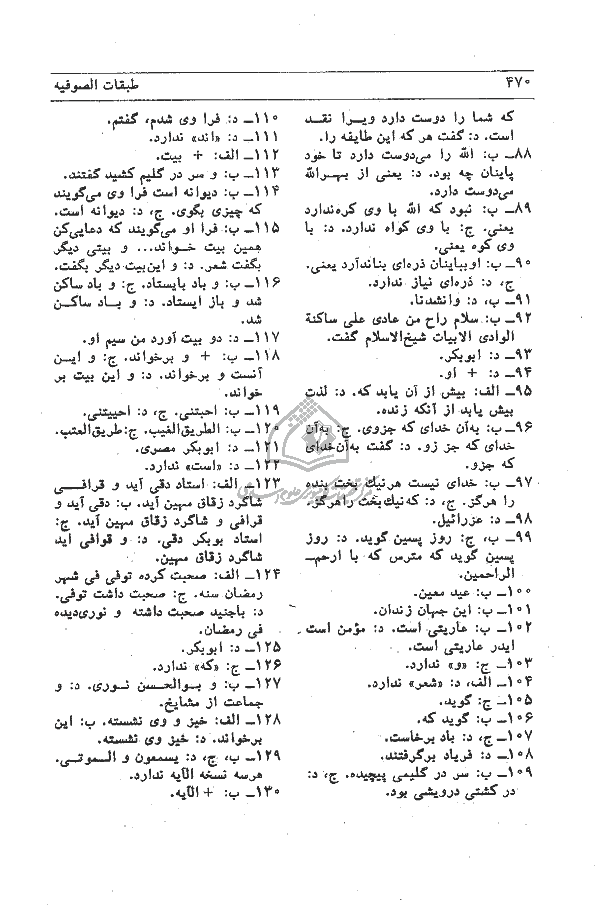 ۴۷۰
طبقات الصوفیه
که شما را دوست دارد ویرا نقد
است. د: گفت هر که این طایفه را.
۸۸ـ ب: الله را می‌دوست دارد تا خود
پایبان چه بود. د: یعنی از بهرالله
می‌دوست دارد.
۸۹ـ ب: نبود که الله با وی کره‌ندارد
یعنی. ج: با وی کواه ندارد. د: با
وی کوه یعنی.
۹۰ـ ب: اوبیابنان ذره‌ای بناندآرد یعنی.
ج، د: ذره‌ای نیاز ندارد.
۹۱ـ ب، د: وانشدنا.
۹۲ـ ب: سلام راح من عادی علی ساکنة
الوادی الابیات شیخ‌الاسلام گفت.
۹۳ـ د: ابوبکر.
۹۴ـ د: + او.
۹۵ـ الف: بیش از آن یابد که. د: لذت
بیش یابد از آنکه زنده.
۹۶ـ ب: به‌آن خدای که جزوی. ج: به‌آن
خدای که جز زو. د: گفت به‌آن‌خدای
که جزو.
۹۷ـ ب: خدای نیست هرنیک بخت بنده
را هرگز. ج، د: که‌نیک‌بخت راهرگز.
۹۸ـ د: عزرائیل.
۹۹ـ ب، ج: روز پسین گوید. د: روز
پسین گوید که مترس که با ارحم‌ـ
الراحمین.
۱۰۰ـ ب: عید معین.
۱۰۱ـ ب: این جهان زندان.
۱۰۲ـ ب: عاریتی است. د: مؤمن است
ایدر عاریتی است.
۱۰۳ـ ج: «و» ندارد.
۱۰۴ـ الف، د: «شعر» ندارد.
۱۰۵ـ ج: گوید.
۱۰۶ـ ب: گوید که.
۱۰۷ـ ج، د: باد برخاست.
۱۰۸ـ د: فریاد برگرفتند.
۱۰۹ـ ب: سر در گلیمی پیچیده. ج، د:
در کشتی درویشی بود.
۱۱۰ـ د: فرا وی شدم، گفتم.
۱۱۱ـ د: «اند» ندارد.
۱۱۲ـ الف: + بیت.
۱۱۳ـ ب: و سر در گلیم کشید گفتند.
۱۱۴ـ ب: دیوانه است فرا وی می‌گویند
که چیزی بگوی. ج، د: دیوانه است.
۱۱۵ـ ب: فرا او می‌گویند که دعایی‌کن
همین بیت خواند... و بیتی دیگر
بگفت شعر. د: و این‌بیت دیگر بگفت.
۱۱۶ـ ب: و باد بایستاد. ج: و باد ساکن
شد و باز ایستاد. د: و باد ساکن
شد.
۱۱۷ـ د: دو بیت آورد من سیم او.
۱۱۸ـ ب: + و برخواند. ج: و این
آنست و برخواند. د: و این بیت بر
خواند.
۱۱۹ـ ب: احبتنی. ج، د: احببتنی.
۱۲۰ـ ب: الطریق‌الغیب. ج: طریق‌العتب.
۱۲۱ـ د: ابوبکر مصری.
۱۲۲ـ د: «است» ندارد.
۱۲۳ـ الف: استاد دقی آید و قرافی
شاگرد زقاق مهین آید. ب: دقی آید و
قرافی و شاگرد زقاق مهین آید. ج:
استاد بوبکر دقی. د: و قوافی اید
شاگرد زقاق مهین.
۱۲۴ـ الف: صحبت کرده توفی فی شهر
رمضان سنه. ج: صحبت داشت توفی.
د: باجنید صحبت داشته و نوری‌دیده
فی رمضان.
۱۲۵ـ د: ابوبکر.
۱۲۶ـ ج: «که» ندارد.
۱۲۷ـ ب: و بوالحسن نوری. د: و
جماعت از مشایخ.
۱۲۸ـ الف: خیز و وی نشسته. ب: این
برخواند. د: خیز وی نشسته.
۱۲۹ـ ب، ج، د: یسمعون و الموتی.
هرسه نسخه الآیه ندارد.
۱۳۰ـ ب: + الآیه.